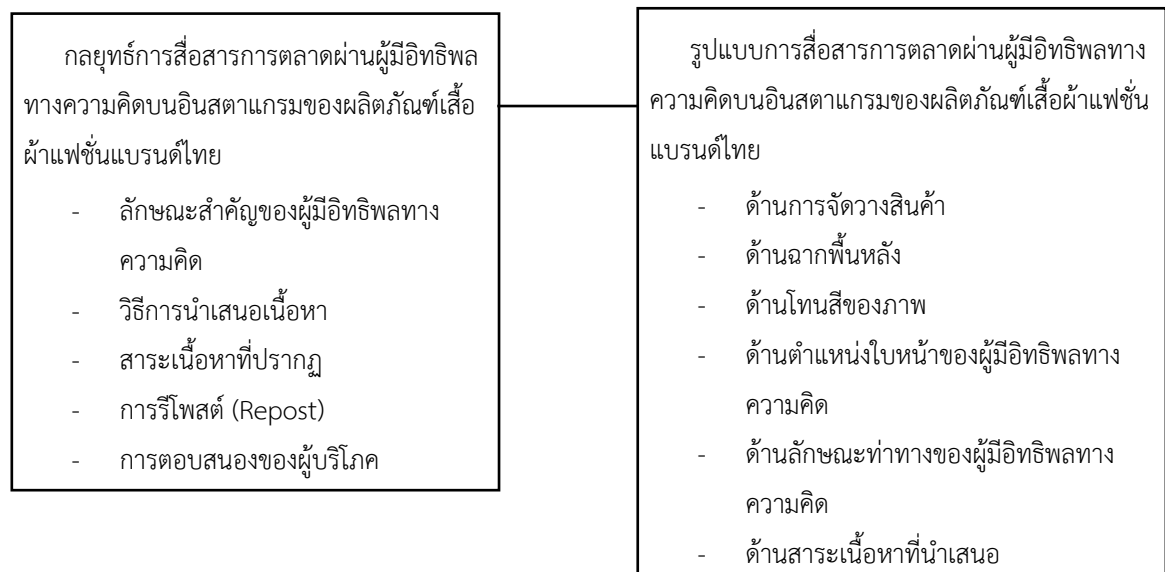 กลยุทธ์การสื่อสารการตลาดผ่านผู้มีอิทธิพล
ทางความคิดบนอินสตาแกรมของผลิตภัณฑ์เสื้อ
ผ้าแฟชั่นแบรนด์ไทย
- ลักษณะสำคัญของผู้มีอิทธิพลทาง
ความคิด
- วิธีการนำเสนอเนื้อหา
- สาระเนื้อหาที่ปรากฏ
- การรีโพสต์ (Repost)
- การตอบสนองของผู้บริโภค
รูปแบบการสื่อสารการตลาดผ่านผู้มีอิทธิพลทาง
ความคิดบนอินสตาแกรมของผลิตภัณฑ์เสื้อผ้าแฟชั่น
แบรนด์ไทย
- ด้านการจัดวางสินค้า
- ด้านฉากพื้นหลัง
- ด้านโทนสีของภาพ
- ด้านตำแหน่งใบหน้าของผู้มีอิทธิพลทาง
ความคิด
- ด้านลักษณะท่าทางของผู้มีอิทธิพลทาง
ความคิด
- ด้านสาระเนื้อหาที่นำเสนอ